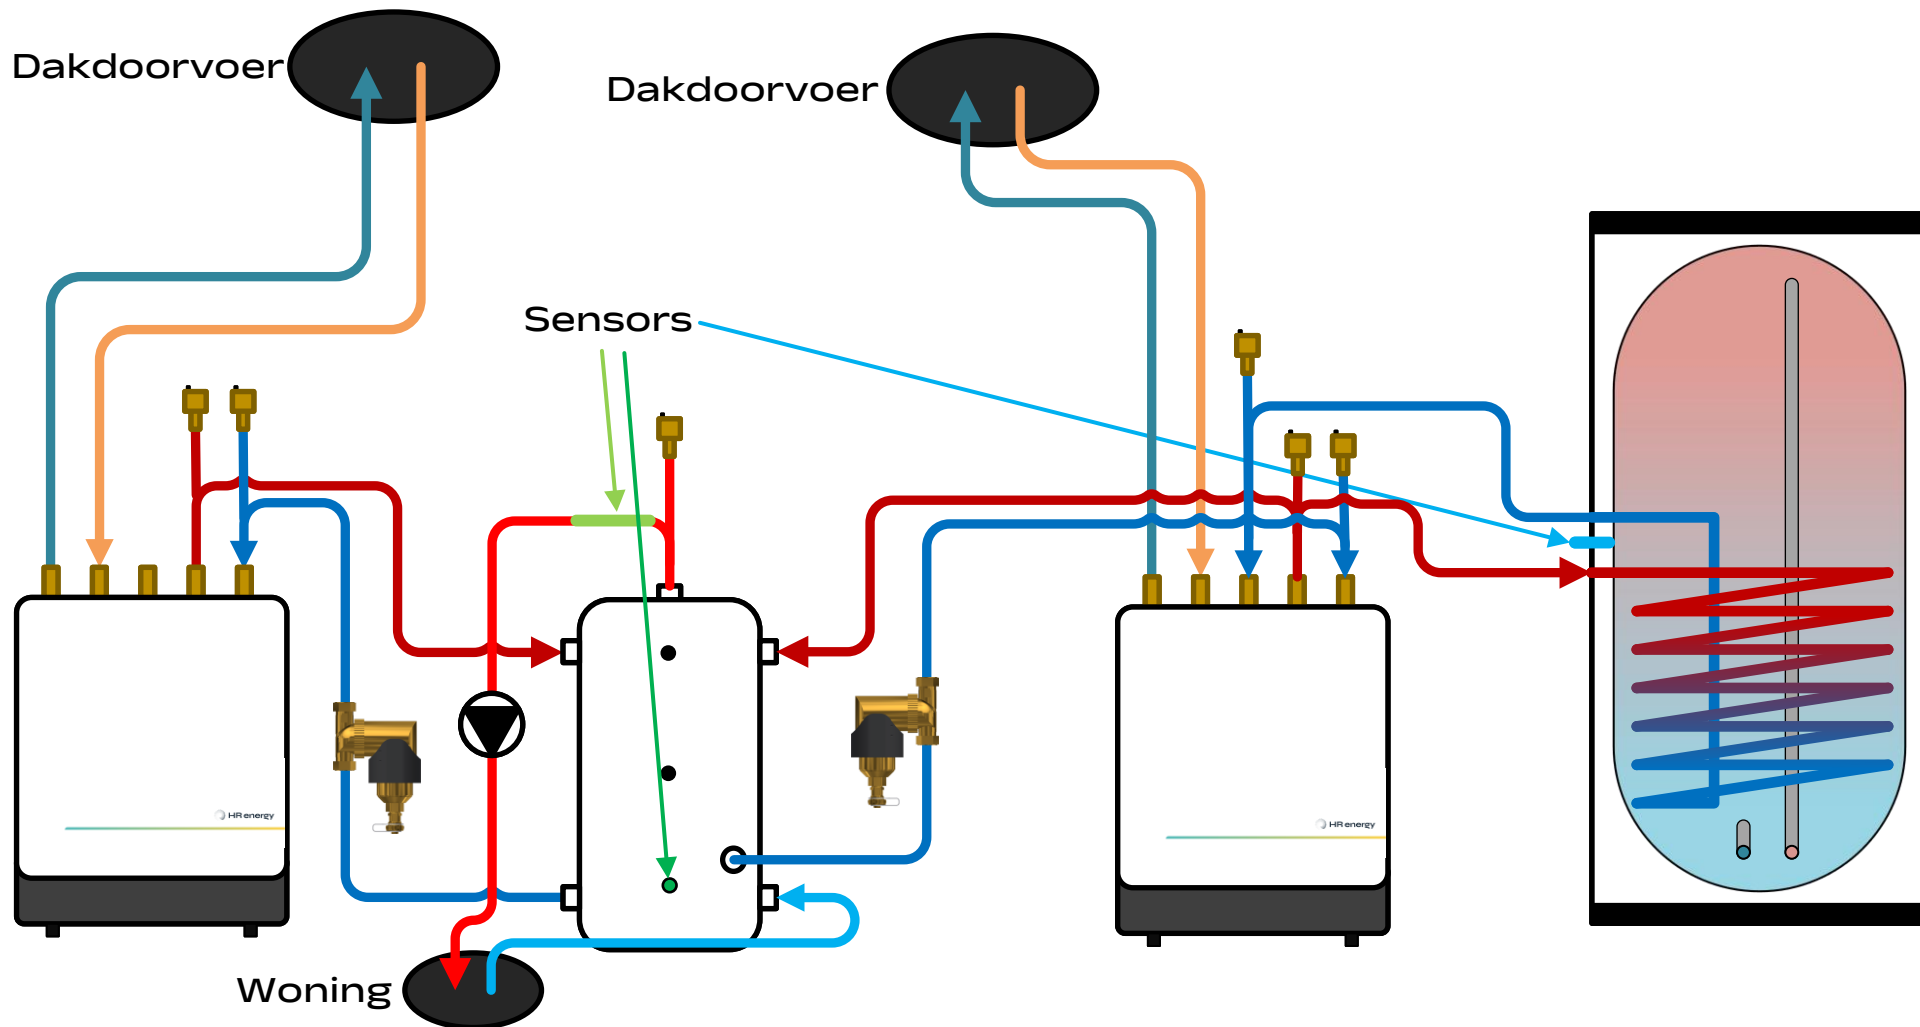 Dakdoorvoer
Dakdoorvoer
Sensors
HR energy
HR energy
Woning